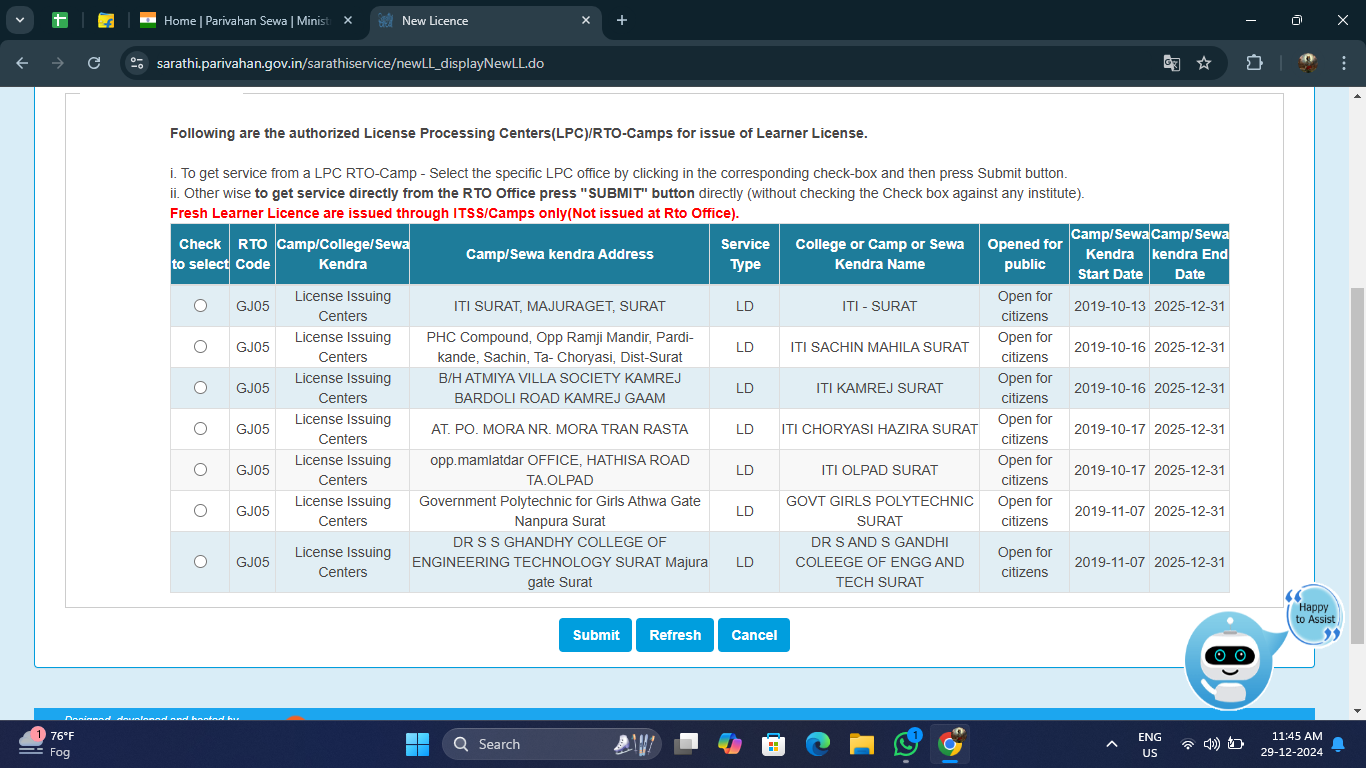 Home | Parivahan Sewa | Minist
New Licence
sarathi.parivahan.gov.in/sarathiservice/newLL_displayNewLL.do
Following are the authorized License Processing Centers(LPC)/RTO-Camps for issue of Learner License.
i. To get service from a LPC RTO-Camp - Select the specific LPC office by clicking in the corresponding check-box and then press Submit button.
ii. Other wise to get service directly from the RTO Office press "SUBMIT" button directly (without checking the Check box against any institute).
Fresh Learner Licence are issued through ITSS/Camps only(Not issued at Rto Office).
Check to select RTO Code Camp/College/Sewa Kendra Camp/Sewa kendra Address Service Type College or Camp or Sewa Kendra Name Opened for public Camp/Sewa Kendra Start Date Camp/Sewa kendra End Date
GJ05 License Issuing Centers ITI SURAT, MAJURAGET, SURAT LD ITI - SURAT Open for citizens 2019-10-13 2025-12-31
GJ05 License Issuing Centers PHC Compound, Opp Ramji Mandir, Pardi-kande, Sachin, Ta- Choryasi, Dist-Surat LD ITI SACHIN MAHILA SURAT Open for citizens 2019-10-16 2025-12-31
GJ05 License Issuing Centers B/H ATMIYA VILLA SOCIETY KAMREJ BARDOLI ROAD KAMREJ GAAM LD ITI KAMREJ SURAT Open for citizens 2019-10-16 2025-12-31
GJ05 License Issuing Centers AT. PO. MORA NR. MORA TRAN RASTA LD ITI CHORYASI HAZIRA SURAT Open for citizens 2019-10-17 2025-12-31
GJ05 License Issuing Centers opp.mamlatdar OFFICE, HATHISA ROAD TA.OLPAD LD ITI OLPAD SURAT Open for citizens 2019-10-17 2025-12-31
GJ05 License Issuing Centers Government Polytechnic for Girls Athwa Gate Nanpura Surat LD GOVT GIRLS POLYTECHNIC SURAT Open for citizens 2019-11-07 2025-12-31
GJ05 License Issuing Centers DR S S GHANDHY COLLEGE OF ENGINEERING TECHNOLOGY SURAT Majura gate Surat LD DR S AND S GANDHI COLEEGE OF ENGG AND TECH SURAT Open for citizens 2019-11-07 2025-12-31
Submit Refresh Cancel
Happy
to Assist
Designed, developed and hosted by
1
76°F
Fog
Search
1
ENG
US
11:45 AM
29-12-2024